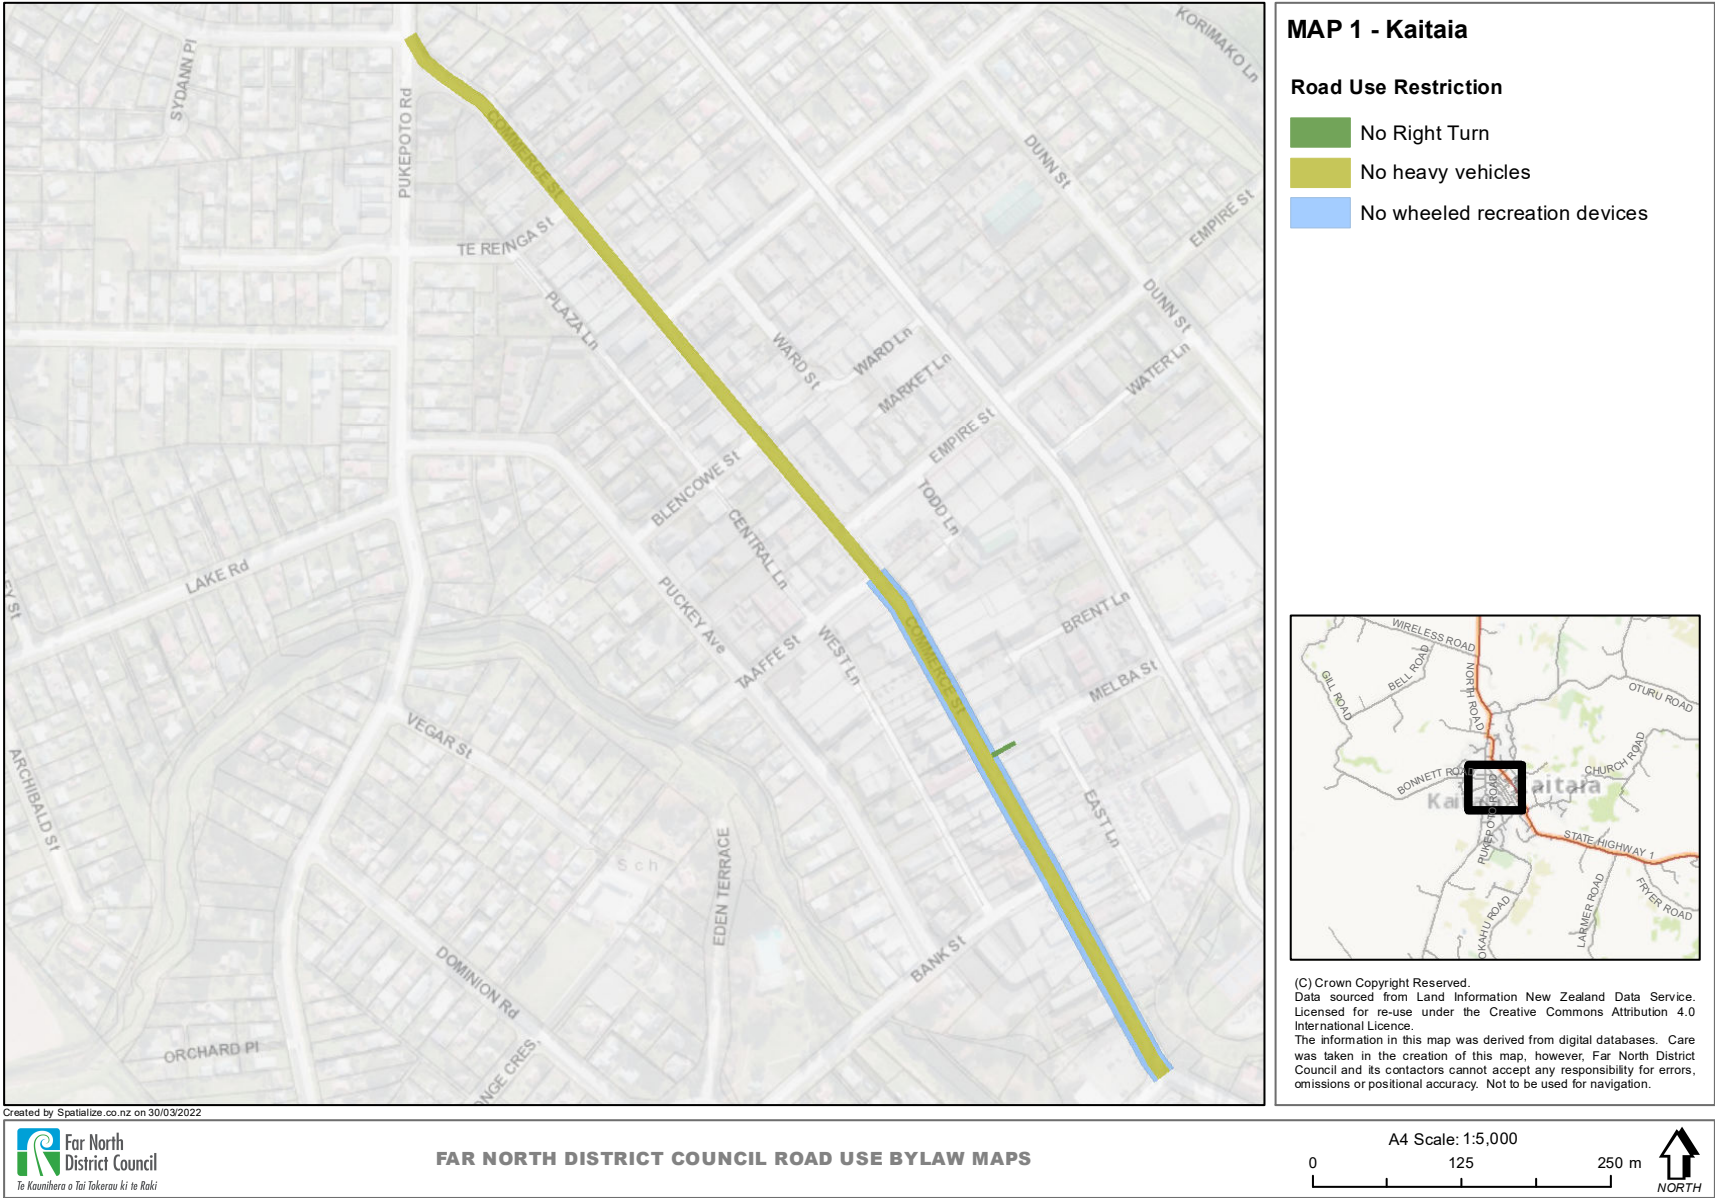 MAP 1 - Kaitaia
Road Use Restriction
No Right Turn
No heavy vehicles
No wheeled recreation devices
SYDANN Pl
PUKEPOTO Rd
COMMERCE St
TE REINGA St
PLAZA Ln
KORIMAKO Ln
DUNN St
EMPIRE St
DUNN St
WATER Ln
WARD St
WARD Ln
MARKET Ln
EMPIRE St
TODD Ln
BLENCOWE St
CENTRAL Ln
PUCKEY Ave
TAAFFE St
WEST Ln
COMMERCE St
BRENT Ln
MELBA St
EAST Ln
LAKE Rd
EY St
VEGAR St
ARCHIBALD St
Sch
EDEN TERRACE
BANK St
DOMINION Rd
ORCHARD Pl
ONGE CRES.
WIRELESS ROAD
BELL ROAD
GILL ROAD
NORTH ROAD
OTURU ROAD
BONNETT ROAD
CHURCH ROAD
Kaitaia
Kai
PUKEPOTO ROAD
STATE HIGHWAY 1
FRYER ROAD
LARMER ROAD
OKAHU ROAD
(C) Crown Copyright Reserved.
Data sourced from Land Information New Zealand Data Service.
Licensed for re-use under the Creative Commons Attribution 4.0
International Licence.
The information in this map was derived from digital databases. Care
was taken in the creation of this map, however, Far North District
Council and its contactors cannot accept any responsibility for errors,
omissions or positional accuracy. Not to be used for navigation.
Created by Spatialize.co.nz on 30/03/2022
Far North
District Council
Te Kaunihera o Tai Tokerau ki te Raki
FAR NORTH DISTRICT COUNCIL ROAD USE BYLAW MAPS
A4 Scale: 1:5,000
0 125 250 m
NORTH